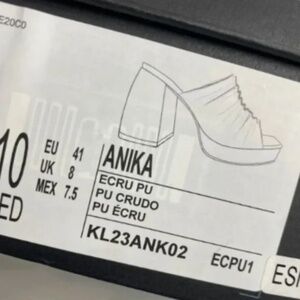 E20C0
10
ED
EU 41
UK 8
MEX 7.5
ANIKA
ECRU PU
PU CRUDO
PU ÉCRU
KL23ANK02
ECPU1
ES